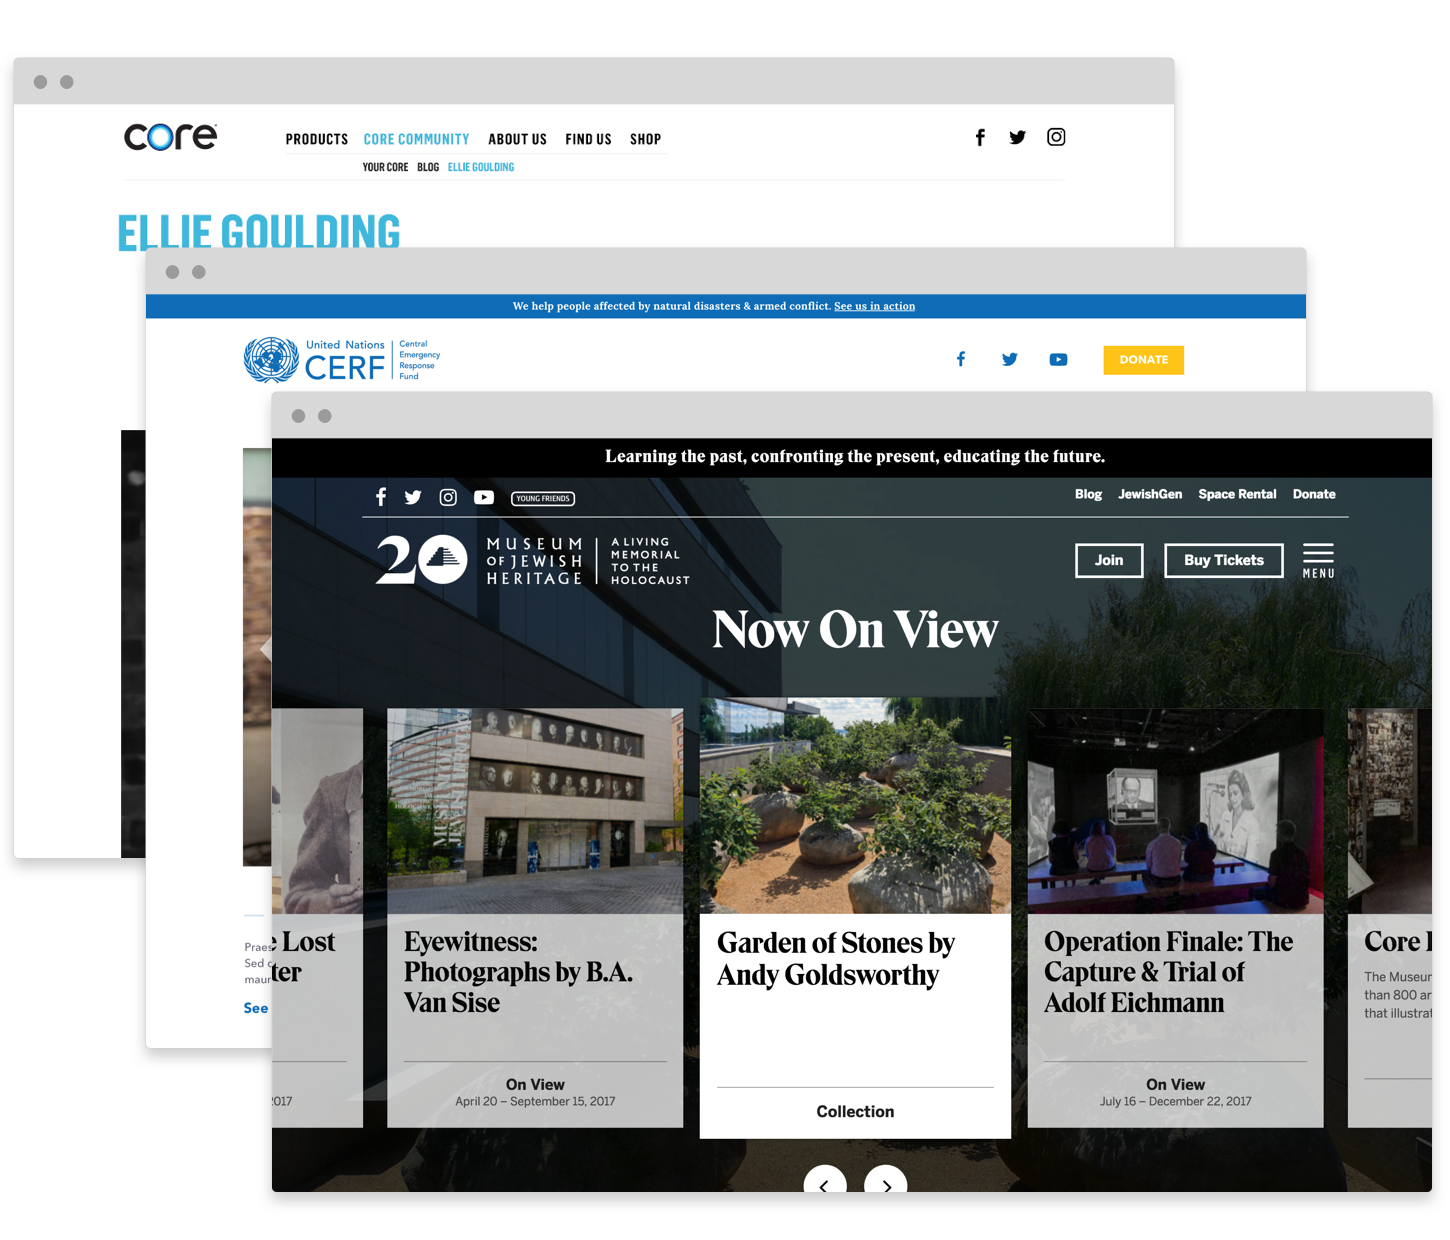 core
PRODUCTS CORE COMMUNITY ABOUT US FIND US SHOP
YOUR CORE BLOG ELLIE GOULDING
ELLIE GOULDING
We help people affected by natural disasters & armed conflict. See us in action
United Nations
CERF
Central
Emergency
Response
Fund
DONATE
Praes
Sed
maur
See
Learning the past, confronting the present, educating the future.
YOUNG FRIENDS
Blog JewishGen Space Rental Donate
20
MUSEUM
OF JEWISH
HERITAGE
A LIVING
MEMORIAL
TO THE
HOLOCAUST
Join
Buy Tickets
MENU
Now On View
Lost
ter
2017
Eyewitness:
Photographs by B.A.
Van Sise
On View
April 20 – September 15, 2017
Garden of Stones by
Andy Goldsworthy
Collection
Operation Finale: The
Capture & Trial of
Adolf Eichmann
On View
July 16 – December 22, 2017
Core
The Museur
than 800 ar
that illustrat